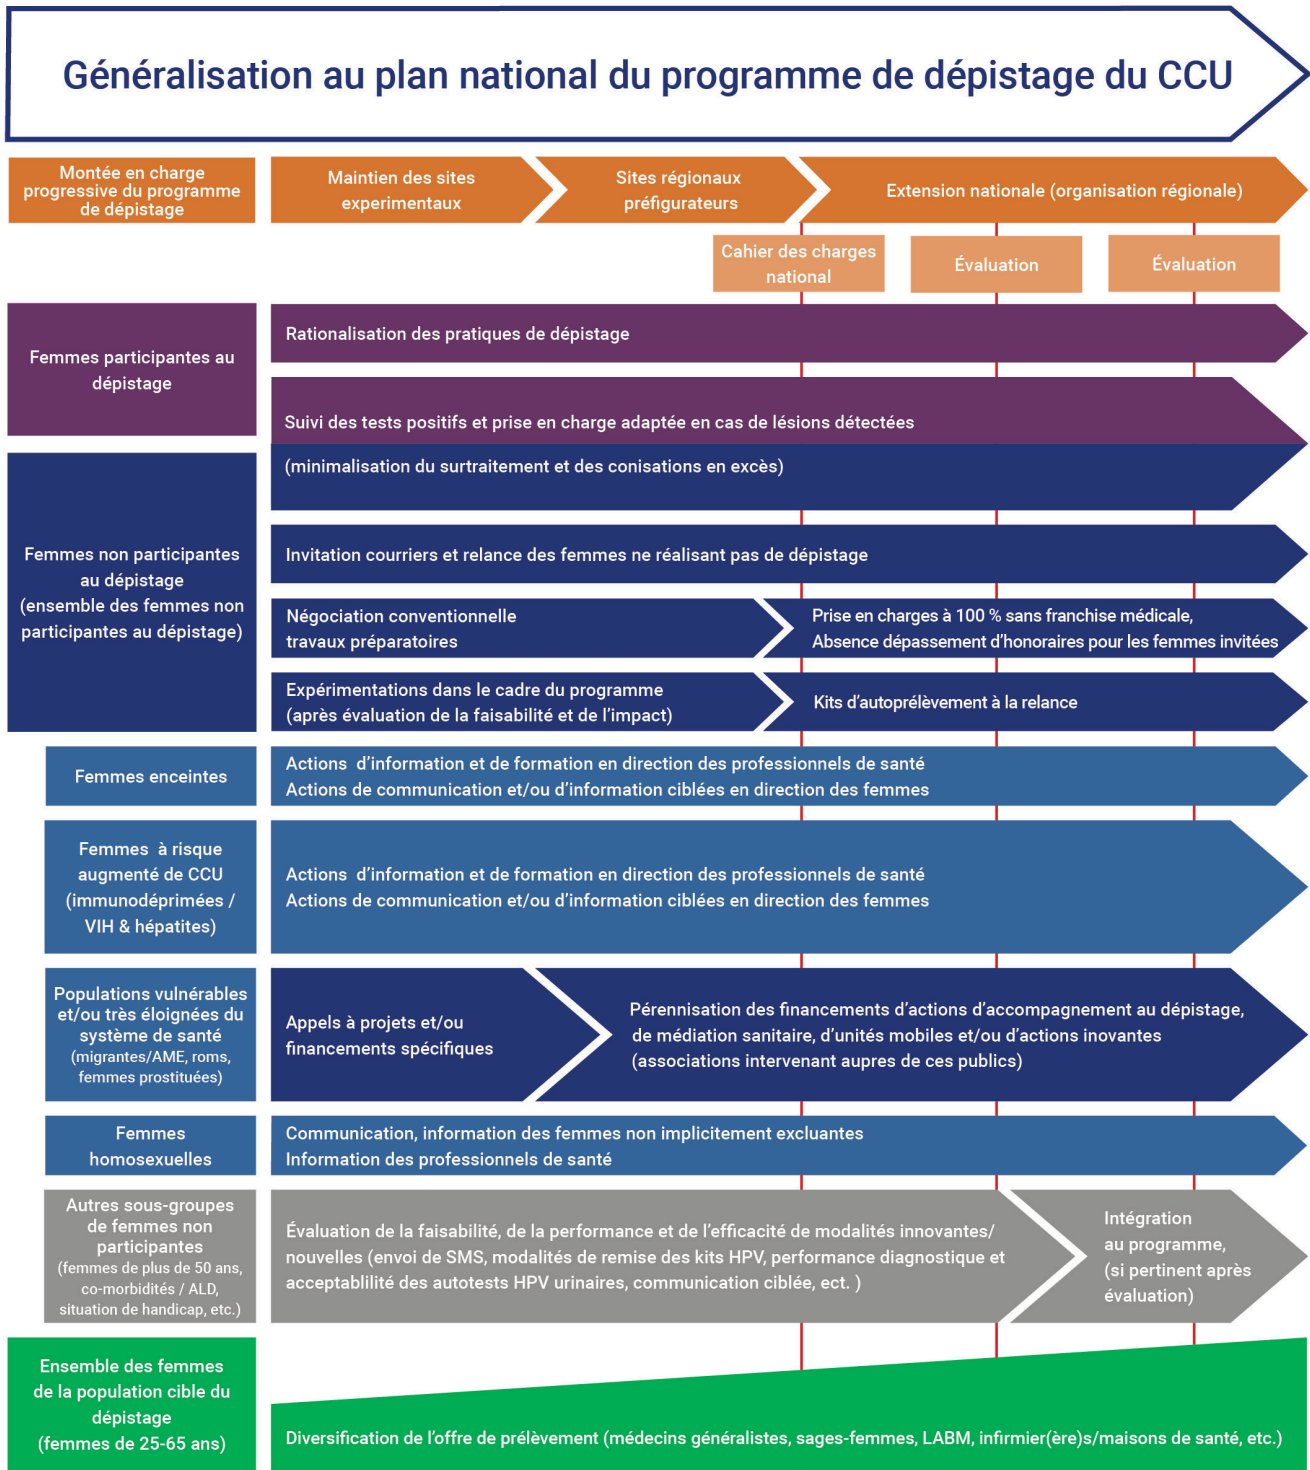 Généralisation au plan national du programme de dépistage du CCU
Montée en charge
progressive du programme
de dépistage
Maintien des sites
experimentaux
Sites régionaux
préfigurateurs
Extension nationale (organisation régionale)
Cahier des charges
national
Évaluation
Évaluation
Femmes participantes au
dépistage
Rationalisation des pratiques de dépistage
Suivi des tests positifs et prise en charge adaptée en cas de lésions détectées
(minimalisation du surtraitement et des conisations en excès)
Femmes non participantes
au dépistage
(ensemble des femmes non
participantes au dépistage)
Invitation courriers et relance des femmes ne réalisant pas de dépistage
Négociation conventionnelle
travaux préparatoires
Prise en charges à 100 % sans franchise médicale,
Absence dépassement d'honoraires pour les femmes invitées
Expérimentations dans le cadre du programme
(après évaluation de la faisabilité et de l'impact)
Kits d'autoprélèvement à la relance
Femmes enceintes
Actions d'information et de formation en direction des professionnels de santé
Actions de communication et/ou d'information ciblées en direction des femmes
Femmes à risque
augmenté de CCU
(immunodéprimées /
VIH & hépatites)
Actions d'information et de formation en direction des professionnels de santé
Actions de communication et/ou d'information ciblées en direction des femmes
Populations vulnérables
et/ou très éloignées du
système de santé
(migrantes/AME, roms,
femmes prostituées)
Appels à projets et/ou
financements spécifiques
Pérennisation des financements d'actions d'accompagnement au dépistage,
de médiation sanitaire, d'unités mobiles et/ou d'actions inovantes
(associations intervenant aupres de ces publics)
Femmes
homosexuelles
Communication, information des femmes non implicitement excluantes
Information des professionnels de santé
Autres sous-groupes
de femmes non
participantes
(femmes de plus de 50 ans,
co-morbidités / ALD,
situation de handicap, etc.)
Évaluation de la faisabilité, de la performance et de l'efficacité de modalités innovantes/
nouvelles (envoi de SMS, modalités de remise des kits HPV, performance diagnostique et
acceptablilité des autotests HPV urinaires, communication ciblée, ect. )
Intégration
au programme,
(si pertinent après
évaluation)
Ensemble des femmes
de la population cible du
dépistage
(femmes de 25-65 ans)
Diversification de l'offre de prélèvement (médecins généralistes, sages-femmes, LABM, infirmier(ère)s/maisons de santé, etc.)